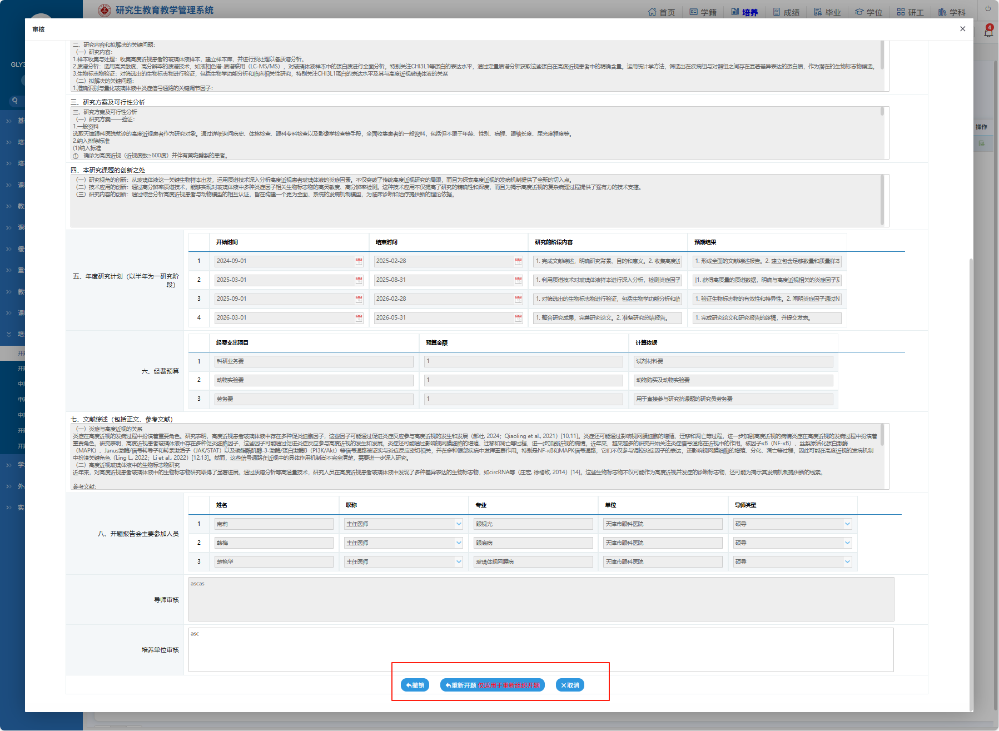 研究生教育教学管理系统
首页
学籍
培养
成绩
毕业
学位
研工
学科
4
审核
GLY3
操作
二、研究内容和拟解决的关键问题:
（一）研究内容:
1.样本收集与处理：收集高度近视患者的玻璃体液样本，建立样本库，并进行预处理以备质谱分析。
2.质谱分析：选用高灵敏度、高分辨率的质谱技术，如液相色谱-质谱联用（LC-MS/MS），对玻璃体液样本中的蛋白质进行全面分析。特别关注CHI3L1等蛋白的表达水平，通过定量质谱分析获取这些蛋白在高度近视患者中的精确含量。运用统计学方法，筛选出在疾病组与对照组之间存在显著差异表达的蛋白质，作为潜在的生物标志物候选。
3.生物标志物验证：对筛选出的生物标志物进行验证，包括生物学功能分析和临床相关性研究，特别关注CHI3L1蛋白的表达水平及其与高度近视玻璃体液的关系
（二）拟解决的关键问题:
1.准确识别与量化玻璃体液中炎症信号通路的关键调节因子:
三、研究方案及可行性分析
三、研究方案及可行性分析
（一）研究方案——验证:
1.一般资料
选取天津眼科医院就诊的高度近视患者作为研究对象。通过详细询问病史、体格检查、眼科专科检查以及影像学检查等手段，全面收集患者的一般资料，包括但不限于年龄、性别、病程、眼轴长度、屈光度程度等。
2.纳入排除标准
(1)纳入标准
① 确诊为高度近视（近视度数≥600度）并伴有黄斑劈裂的患者。
四、本研究课题的创新之处
（一）研究视角的创新：从玻璃体液这一关键生物样本出发，运用质谱技术深入分析高度近视患者玻璃体液的炎症因素。不仅突破了传统高度近视研究的局限，而且为探索高度近视的发病机制提供了全新的切入点。
（二）技术应用的创新：通过高分辨率质谱技术，能够实现对玻璃体液中多种炎症因子相关生物标志物的高灵敏度、高分辨率检测。这种技术应用不仅提高了研究的精确性和深度，而且为揭示高度近视的复杂病理过程提供了强有力的技术支撑。
（三）研究内容的创新：通过综合分析高度近视患者与动物模型的相互认证，旨在构建一个更为全面、系统的发病机制模型，为临床诊断和治疗提供新的理论依据。
五、年度研究计划（以半年为一研究阶段）
开始时间 结束时间 研究的阶段内容 预期结果
1 2024-09-01 2025-02-28 1. 完成文献综述，明确研究背景、目的和意义。2. 收集高度近 1. 形成全面的文献综述报告。2. 建立包含足够数量和质量样本
2 2025-03-01 2025-08-31 1. 利用质谱技术对玻璃体液样本进行深入分析，检测炎症因子 |1. 获得高质量的质谱数据，明确与高度近视相关的炎症因子及
3 2025-09-01 2026-02-28 1. 对筛选出的生物标志物进行验证，包括生物学功能分析和临 1. 验证生物标志物的有效性和特异性。2. 阐明炎症因子通过N
4 2026-03-01 2026-05-31 1. 整合研究成果，完善研究论文。2. 准备研究总结报告。 1. 完成研究论文和研究报告的终稿，并提交发表。
六、经费预算
经费支出项目 预算金额 计算依据
1 科研业务费 1 试剂材料费
2 动物实验费 1 动物购买及动物实验费
3 劳务费 1 用于直接参与研究抗课题的研究员劳务费
七、文献综述（包括正文、参考文献）
（一）炎症与高度近视的关系
炎症在高度近视的发病过程中扮演着重要角色。研究表明，高度近视患者玻璃体液中存在多种促炎细胞因子，这些因子可能通过促进炎症反应参与高度近视的发生和发展（郝壮, 2024；Qiaoling et al., 2021）[10,11]。炎症还可能通过影响视网膜细胞的增殖、迁移和凋亡等过程，进一步加剧高度近视的病情炎症在高度近视的发病过程中扮演着
重要角色。研究表明，高度近视患者玻璃体液中存在多种促炎细胞因子，这些因子可能通过促进炎症反应参与高度近视的发生和发展。炎症还可能通过影响视网膜细胞的增殖、迁移和凋亡等过程，进一步加剧近视的病情。近年来，越来越多的研究开始关注炎症信号通路在近视中的作用。核因子κB（NF-κB）、丝裂原活化蛋白激酶
（MAPK）、Janus激酶/信号转导子和转录激活子（JAK/STAT）以及磷脂酰肌醇-3-激酶/蛋白激酶B（PI3K/Akt）等信号通路被证实与炎症反应密切相关，并在多种眼部疾病中发挥重要作用。特别是NF-κB和MAPK信号通路，它们不仅参与调控炎症因子的表达，还影响视网膜细胞的增殖、分化、凋亡等过程，因此可能在高度近视的发病机制
中扮演关键角色（Ling L, 2022；Li et al., 2022）[12,13]。然而，这些信号通路在近视中的具体作用机制尚不完全清楚，需要进一步深入研究。
（二）高度近视玻璃体液中的生物标志物研究
近年来，对高度近视患者玻璃体液中的生物标志物研究取得了显著进展。通过质谱分析等高通量技术，研究人员在高度近视患者玻璃体液中发现了多种差异表达的生物标志物，如circRNA等（庄宏, 徐格致, 2014）[14]。这些生物标志物不仅可能作为高度近视并发症的诊断标志物，还可能为揭示其发病机制提供新的线索。
参考文献:
八、开题报告会主要参加人员
姓名 职称 专业 单位 导师类型
1 南莉 主任医师 眼视光 天津市眼科医院 硕导
2 韩梅 主任医师 眼底病 天津市眼科医院 硕导
3 楚艳华 主任医师 玻璃体视网膜病 天津市眼科医院 硕导
导师审核
ascas
培养单位审核
asc
撤销
重新开题 仅适用于重新组织开题
取消